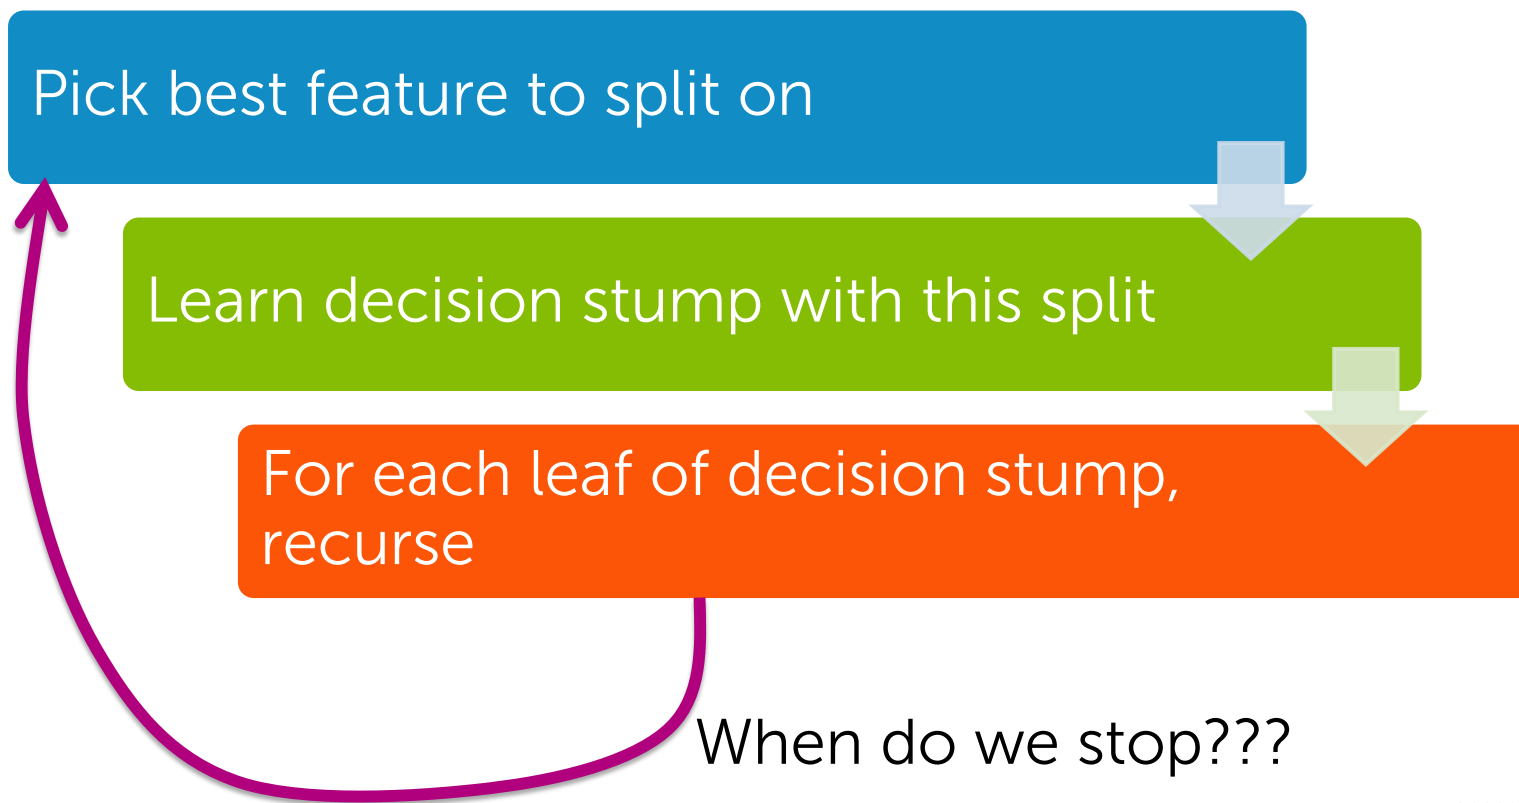 Pick best feature to split on
Learn decision stump with this split
For each leaf of decision stump,
recurse
When do we stop???